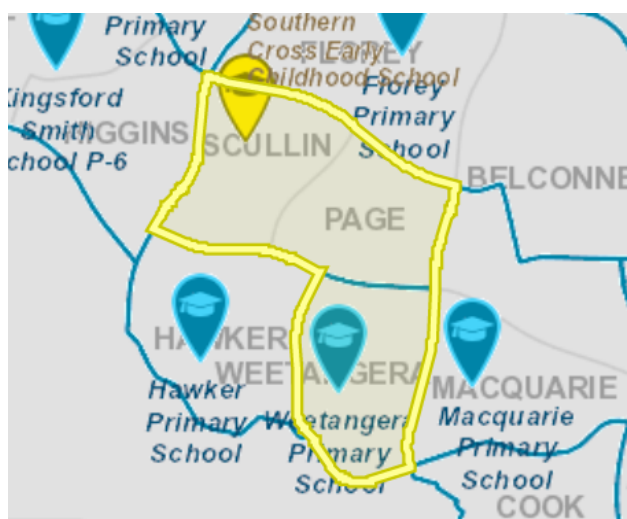 Primary
School
Southern
Cross Early
Childhood School
FLOREY
Florey
Primary
School
Kingsford
Smith
School P-6
HIGGINS
SCULLIN
BELCONNE
PAGE
HAWKER
Hawker
Primary
School
WEETANGERA
Weetangera
Primary
School
MACQUARIE
Macquarie
Primary
School
COOK